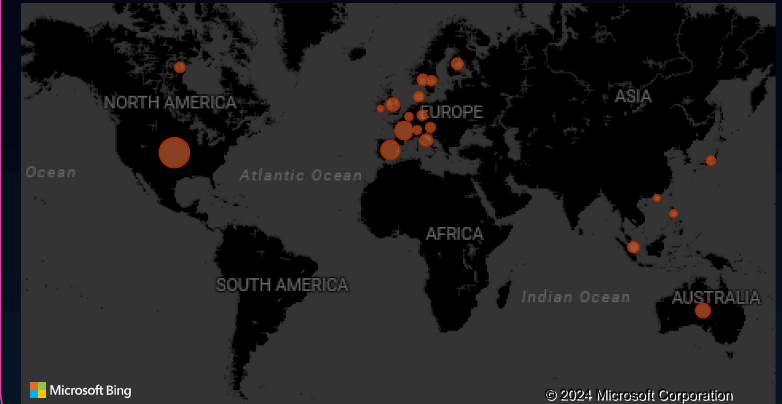 ASIA
NORTH AMERICA
EUROPE
Ocean
Atlantic Ocean
AFRICA
SOUTH AMERICA
Indian Ocean
AUSTRALIA
Microsoft Bing
© 2024 Microsoft Corporation